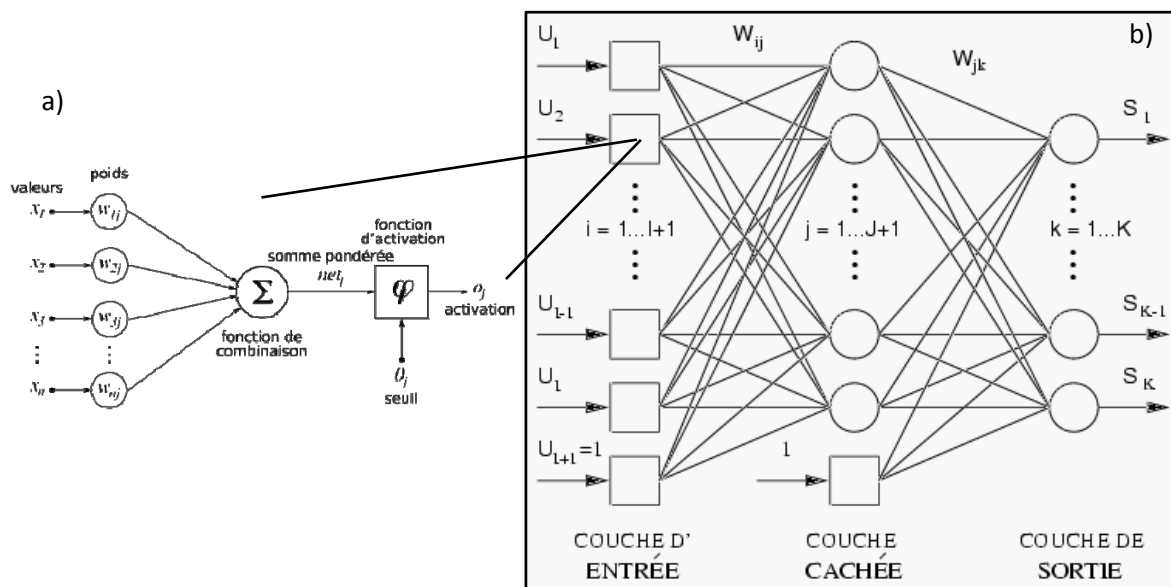 a)
valeurs
poids
x1
w1j
x2
w2j
x3
w3j
xn
wnj
Σ
fonction de
combinaison
somme pondérée
netj
fonction
d'activation
φ
oj
activation
θj
seuil
b)
U1
Wij
Wjk
U2
S1
i = 1...I+1
j = 1...J+1
k = 1...K
UI-1
SK-1
UI
SK
UI+1=1
1
COUCHE D'
ENTRÉE
COUCHE
CACHÉE
COUCHE DE
SORTIE